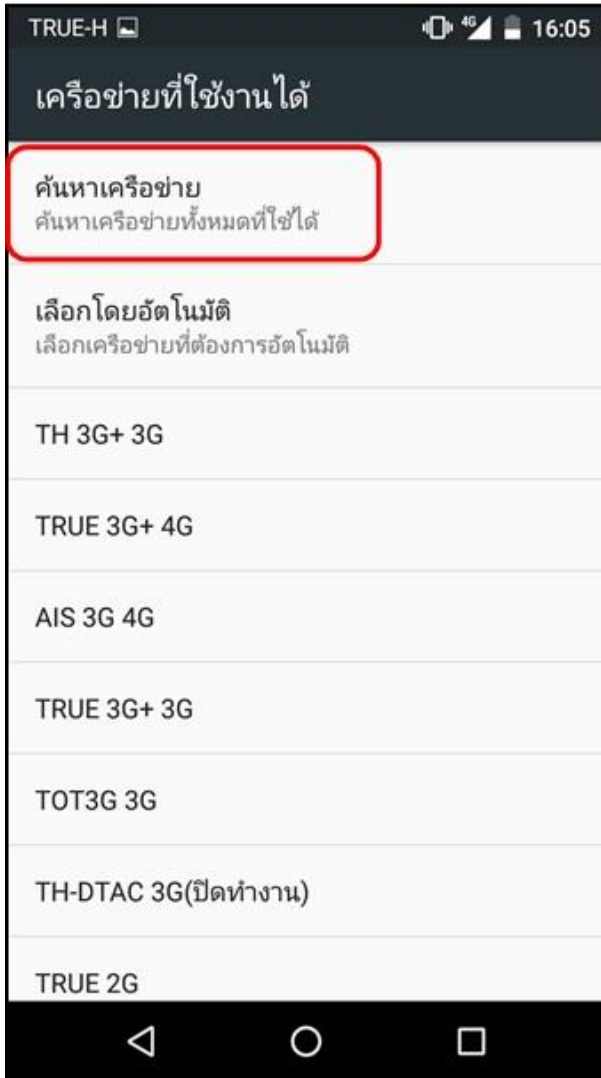 TRUE-H 4G 16:05
เครือข่ายที่ใช้งานได้
ค้นหาเครือข่าย
ค้นหาเครือข่ายทั้งหมดที่ใช้ได้
เลือกโดยอัตโนมัติ
เลือกเครือข่ายที่ต้องการอัตโนมัติ
TH 3G+ 3G
TRUE 3G+ 4G
AIS 3G 4G
TRUE 3G+ 3G
TOT3G 3G
TH-DTAC 3G(ปิดทำงาน)
TRUE 2G